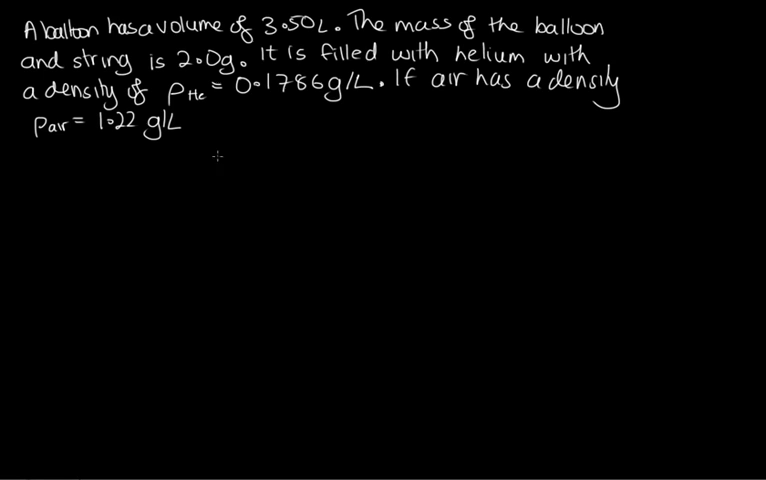 A balloon has a volume of 3.50L. The mass of the balloon
and string is 2.0g. It is filled with helium with
a density of ρHe = 0.1786g/L. If air has a density
ρair = 1.22 g/L